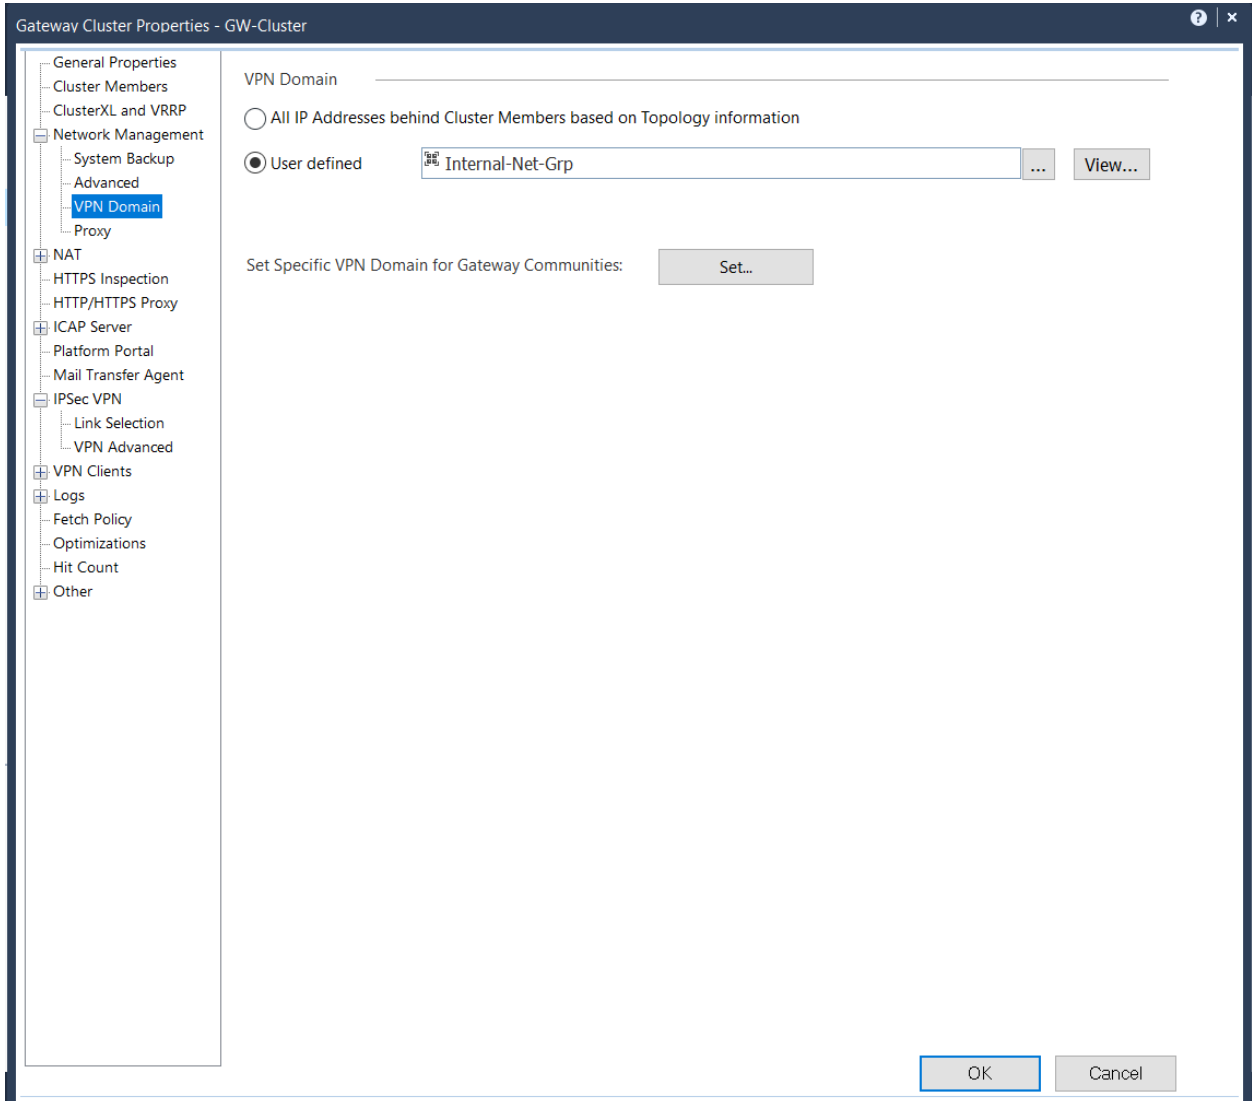 Gateway Cluster Properties - GW-Cluster
General Properties
Cluster Members
ClusterXL and VRRP
Network Management
System Backup
Advanced
VPN Domain
Proxy
NAT
HTTPS Inspection
HTTP/HTTPS Proxy
ICAP Server
Platform Portal
Mail Transfer Agent
IPSec VPN
Link Selection
VPN Advanced
VPN Clients
Logs
Fetch Policy
Optimizations
Hit Count
Other
VPN Domain
All IP Addresses behind Cluster Members based on Topology information
User defined
Internal-Net-Grp
...
View...
Set Specific VPN Domain for Gateway Communities:
Set...
OK
Cancel